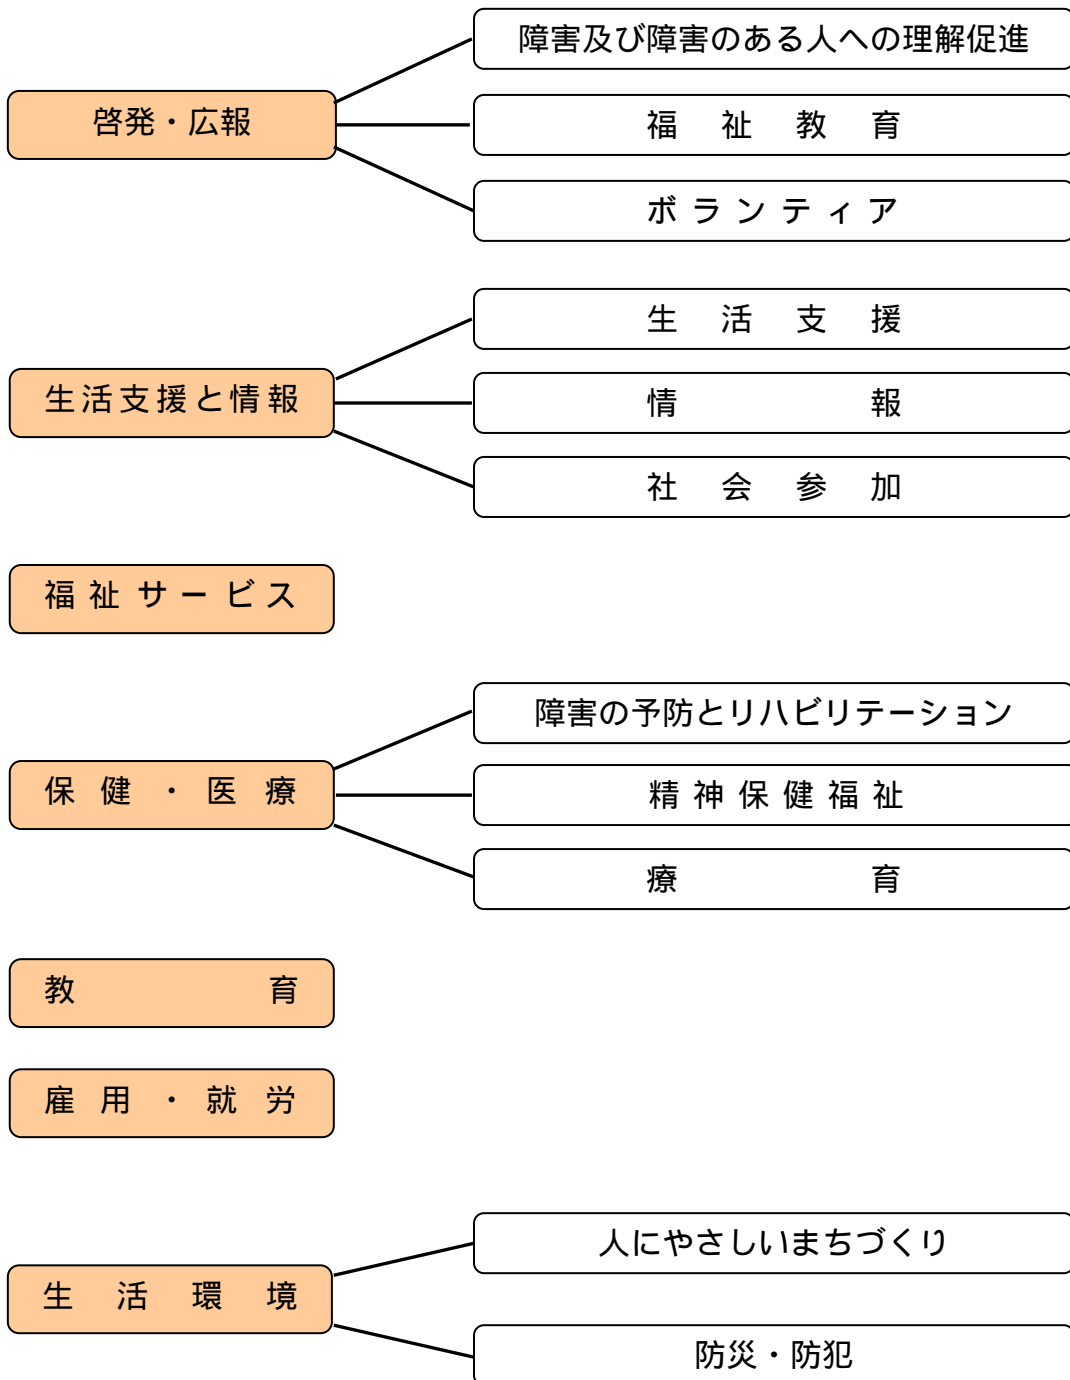 啓発・広報
障害及び障害のある人への理解促進
福祉教育
ボランティア
生活支援と情報
生活支援
情報
社会参加
福祉サービス
保健・医療
障害の予防とリハビリテーション
精神保健福祉
療育
教育
雇用・就労
生活環境
人にやさしいまちづくり
防災・防犯